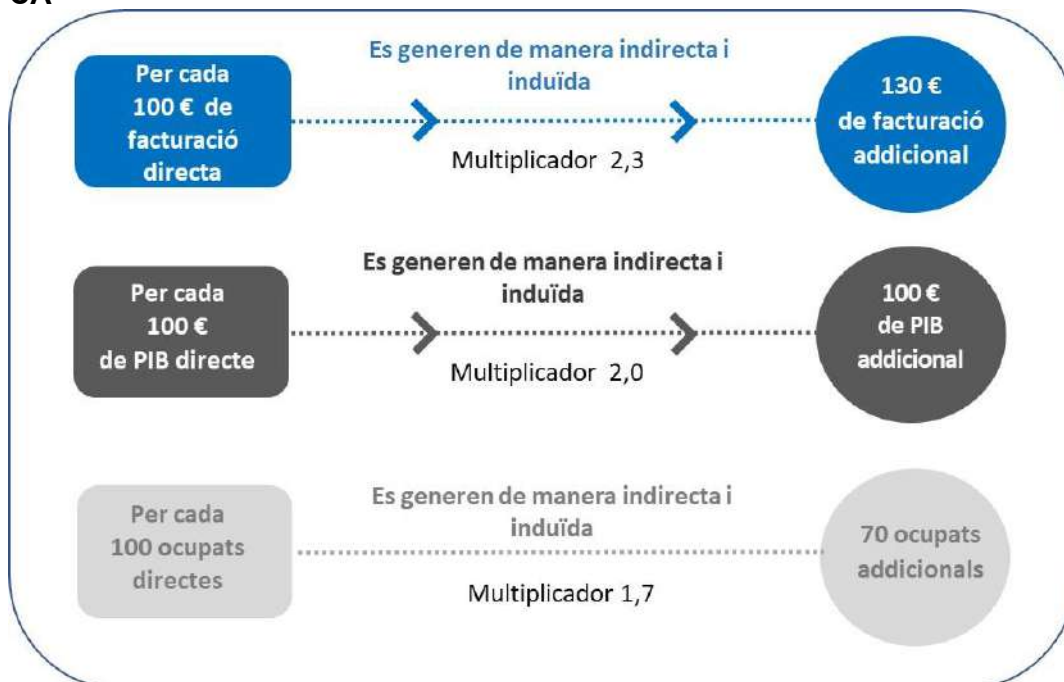 Per cada
100 € de
facturació
directa
Es generen de manera indirecta i
induïda
Multiplicador 2,3
130 €
de facturació
addicional
Per cada
100 €
de PIB directe
Es generen de manera indirecta i
induïda
Multiplicador 2,0
100 €
de PIB
addicional
Per cada
100 ocupats
directes
Es generen de manera indirecta i
induïda
Multiplicador 1,7
70 ocupats
addicionals